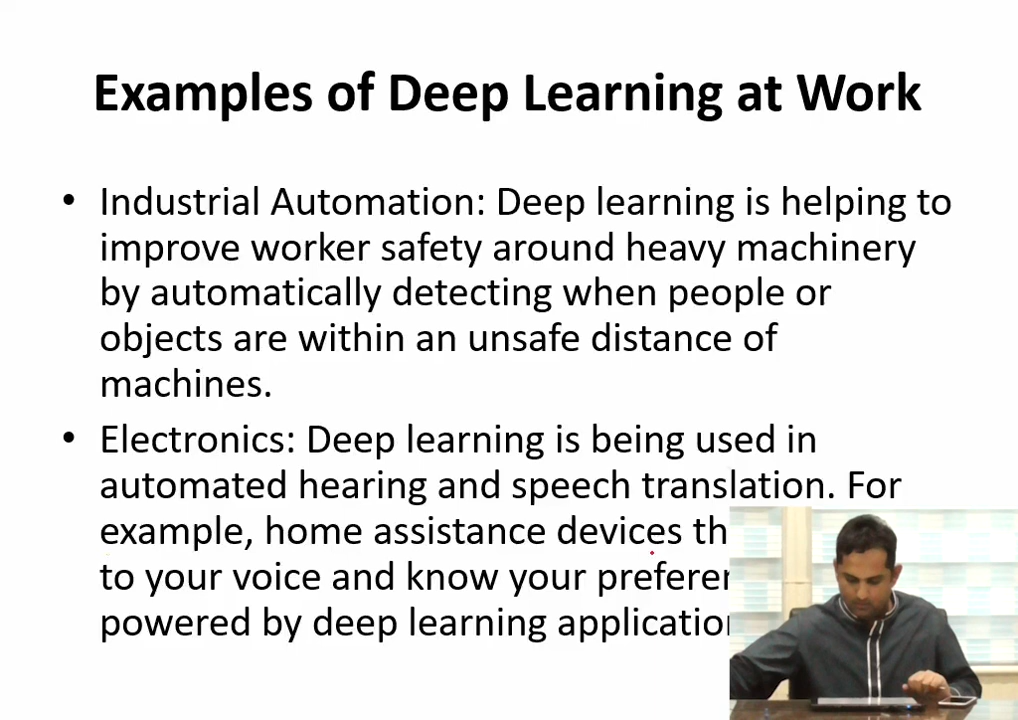 Examples of Deep Learning at Work
• Industrial Automation: Deep learning is helping to
improve worker safety around heavy machinery
by automatically detecting when people or
objects are within an unsafe distance of
machines.
• Electronics: Deep learning is being used in
automated hearing and speech translation. For
example, home assistance devices
to your voice and know your
powered by deep learning